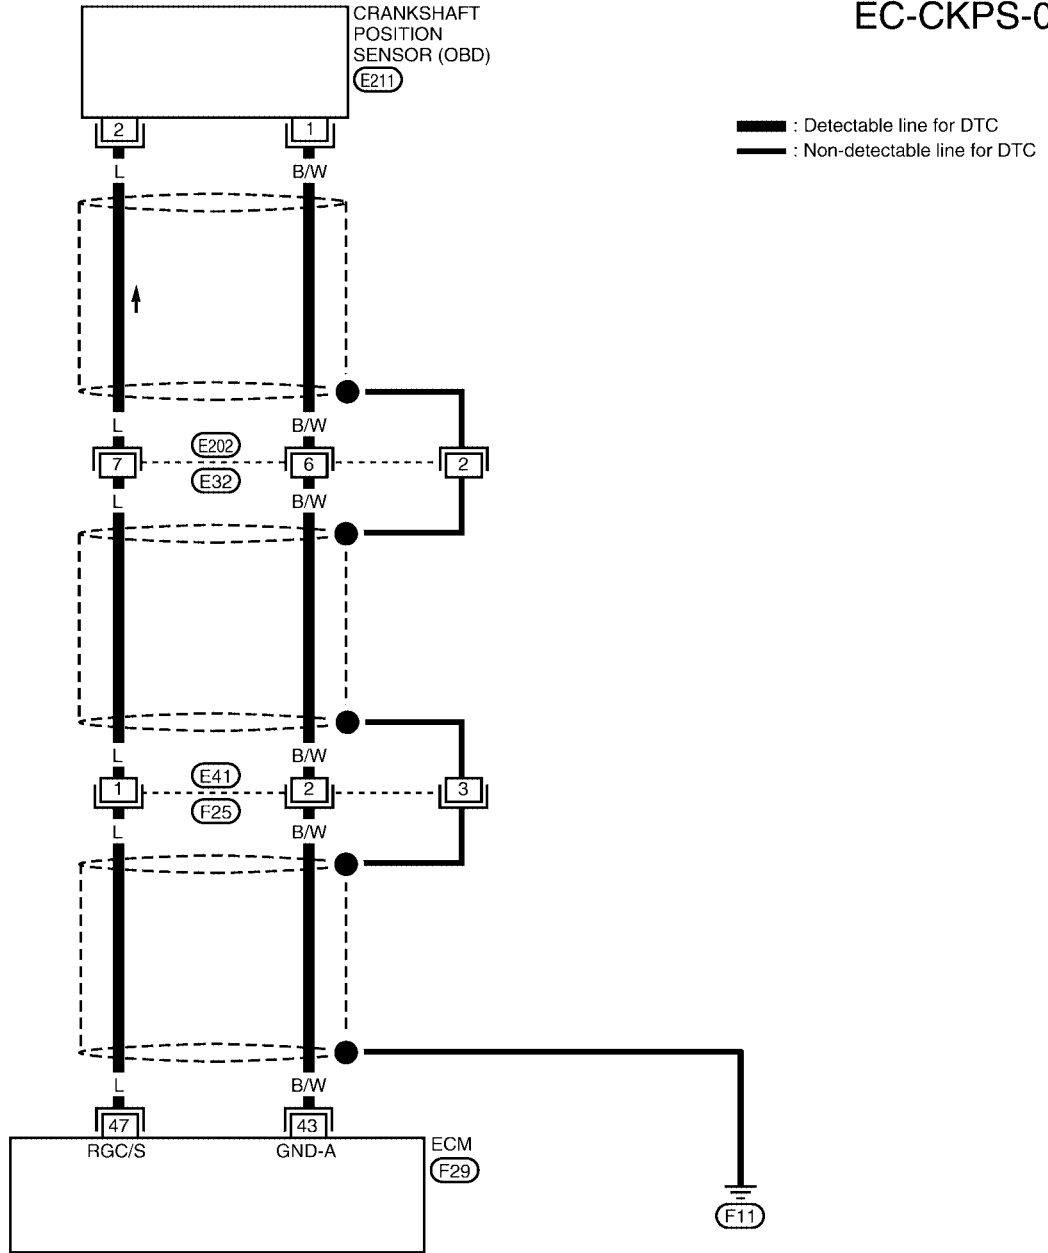 EC-CKPS-0
CRANKSHAFT
POSITION
SENSOR (OBD)
E211
: Detectable line for DTC
: Non-detectable line for DTC
2 1
L B/W
L B/W
E202
7 6 2
E32
L B/W
L B/W
E41
1 2 3
F25
L B/W
L B/W
47 43
RGC/S GND-A
ECM
F29
F11